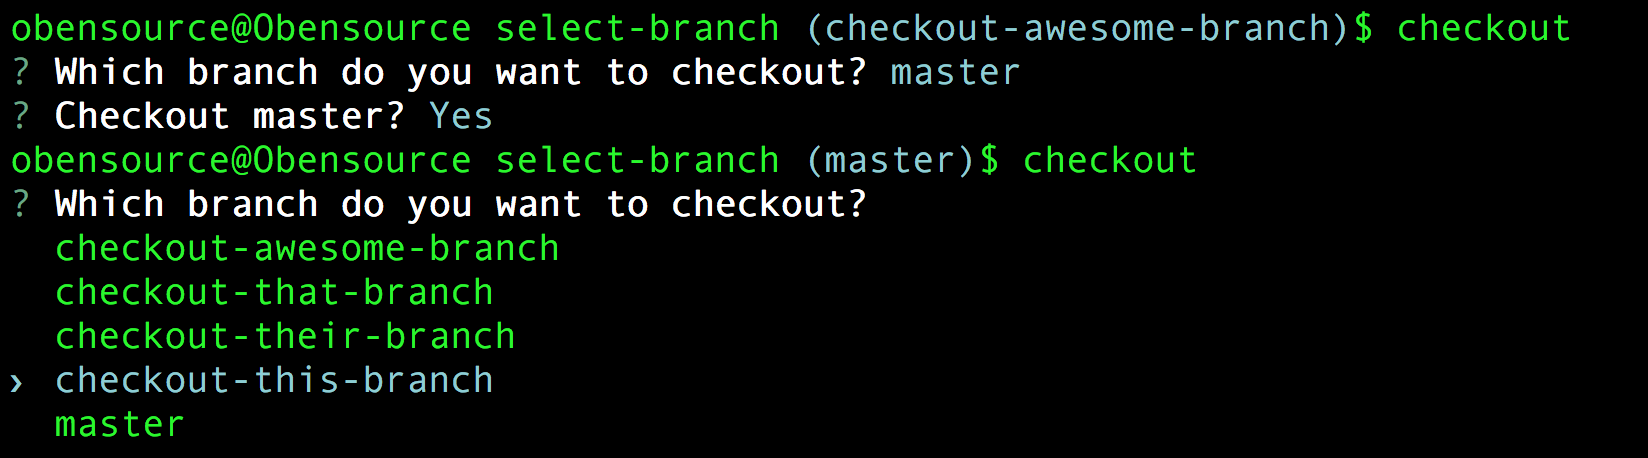 obensource@Obensource select-branch (checkout-awesome-branch)$ checkout
? Which branch do you want to checkout? master
? Checkout master? Yes
obensource@Obensource select-branch (master)$ checkout
? Which branch do you want to checkout?
checkout-awesome-branch
checkout-that-branch
checkout-their-branch
› checkout-this-branch
master